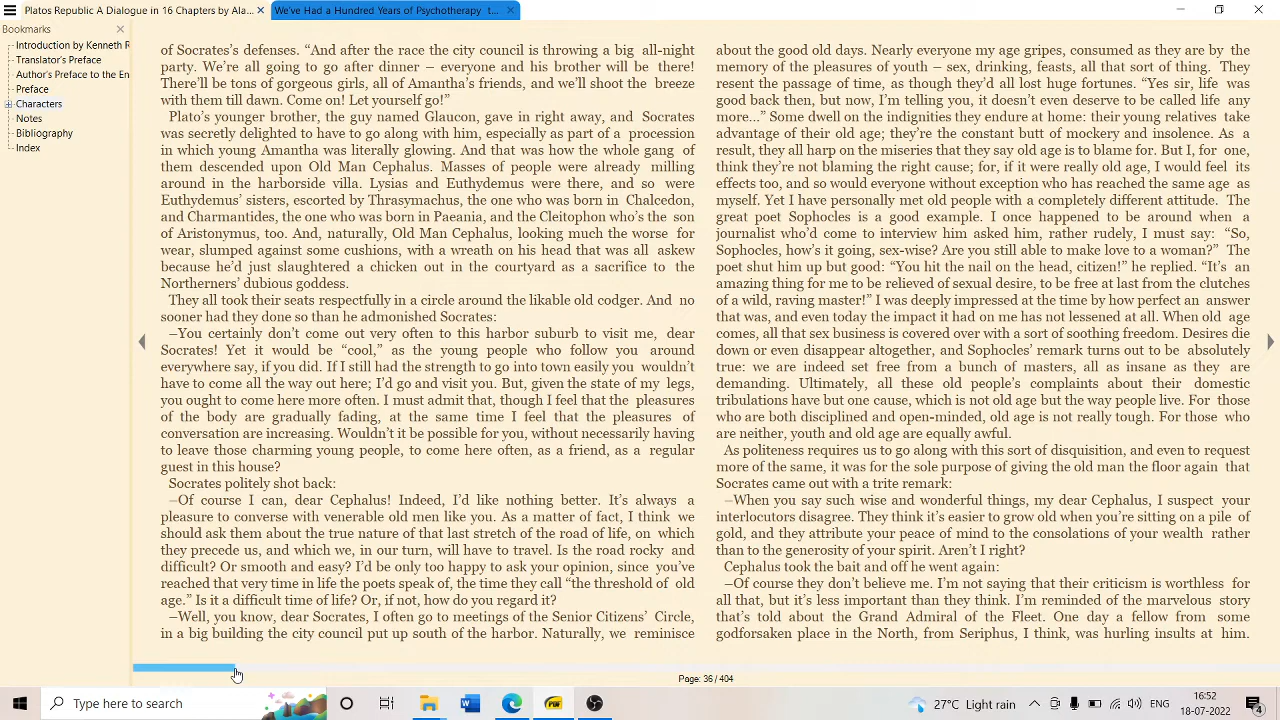 Platos Republic A Dialogue in 16 Chapters by Ala...
We've Had a Hundred Years of Psychotherapy t...
Bookmarks
Introduction by Kenneth R
Translator's Preface
Author's Preface to the En
Preface
Characters
Notes
Bibliography
Index
of Socrates's defenses. “And after the race the city council is throwing a big all-night
party. We're all going to go after dinner – everyone and his brother will be there!
There'll be tons of gorgeous girls, all of Amantha's friends, and we'll shoot the breeze
with them till dawn. Come on! Let yourself go!”
Plato's younger brother, the guy named Glaucon, gave in right away, and Socrates
was secretly delighted to have to go along with him, especially as part of a procession
in which young Amantha was literally glowing. And that was how the whole gang of
them descended upon Old Man Cephalus. Masses of people were already milling
around in the harborside villa. Lysias and Euthydemus were there, and so were
Euthydemus' sisters, escorted by Thrasymachus, the one who was born in Chalcedon,
and Charmantides, the one who was born in Paeania, and the Cleitophon who's the son
of Aristonymus, too. And, naturally, Old Man Cephalus, looking much the worse for
wear, slumped against some cushions, with a wreath on his head that was all askew
because he'd just slaughtered a chicken out in the courtyard as a sacrifice to the
Northerners' dubious goddess.
They all took their seats respectfully in a circle around the likable old codger. And no
sooner had they done so than he admonished Socrates:
–You certainly don't come out very often to this harbor suburb to visit me, dear
Socrates! Yet it would be “cool,” as the young people who follow you around
everywhere say, if you did. If I still had the strength to go into town easily you wouldn't
have to come all the way out here; I'd go and visit you. But, given the state of my legs,
you ought to come here more often. I must admit that, though I feel that the pleasures
of the body are gradually fading, at the same time I feel that the pleasures of
conversation are increasing. Wouldn't it be possible for you, without necessarily having
to leave those charming young people, to come here often, as a friend, as a regular
guest in this house?
Socrates politely shot back:
–Of course I can, dear Cephalus! Indeed, I'd like nothing better. It's always a
pleasure to converse with venerable old men like you. As a matter of fact, I think we
should ask them about the true nature of that last stretch of the road of life, on which
they precede us, and which we, in our turn, will have to travel. Is the road rocky and
difficult? Or smooth and easy? I'd be only too happy to ask your opinion, since you've
reached that very time in life the poets speak of, the time they call “the threshold of old
age.” Is it a difficult time of life? Or, if not, how do you regard it?
–Well, you know, dear Socrates, I often go to meetings of the Senior Citizens' Circle,
in a big building the city council put up south of the harbor. Naturally, we reminisce
about the good old days. Nearly everyone my age gripes, consumed as they are by the
memory of the pleasures of youth – sex, drinking, feasts, all that sort of thing. They
resent the passage of time, as though they'd all lost huge fortunes. “Yes sir, life was
good back then, but now, I'm telling you, it doesn't even deserve to be called life any
more...” Some dwell on the indignities they endure at home: their young relatives take
advantage of their old age; they're the constant butt of mockery and insolence. As a
result, they all harp on the miseries that they say old age is to blame for. But I, for one,
think they're not blaming the right cause; for, if it were really old age, I would feel its
effects too, and so would everyone without exception who has reached the same age as
myself. Yet I have personally met old people with a completely different attitude. The
great poet Sophocles is a good example. I once happened to be around when a
journalist who'd come to interview him asked him, rather rudely, I must say: “So,
Sophocles, how's it going, sex-wise? Are you still able to make love to a woman?” The
poet shut him up but good: “You hit the nail on the head, citizen!” he replied. “It's an
amazing thing for me to be relieved of sexual desire, to be free at last from the clutches
of a wild, raving master!” I was deeply impressed at the time by how perfect an answer
that was, and even today the impact it had on me has not lessened at all. When old age
comes, all that sex business is covered over with a sort of soothing freedom. Desires die
down or even disappear altogether, and Sophocles' remark turns out to be absolutely
true: we are indeed set free from a bunch of masters, all as insane as they are
demanding. Ultimately, all these old people's complaints about their domestic
tribulations have but one cause, which is not old age but the way people live. For those
who are both disciplined and open-minded, old age is not really tough. For those who
are neither, youth and old age are equally awful.
As politeness requires us to go along with this sort of disquisition, and even to request
more of the same, it was for the sole purpose of giving the old man the floor again that
Socrates came out with a trite remark:
–When you say such wise and wonderful things, my dear Cephalus, I suspect your
interlocutors disagree. They think it's easier to grow old when you're sitting on a pile of
gold, and they attribute your peace of mind to the consolations of your wealth rather
than to the generosity of your spirit. Aren't I right?
Cephalus took the bait and off he went again:
–Of course they don't believe me. I'm not saying that their criticism is worthless for
all that, but it's less important than they think. I'm reminded of the marvelous story
that's told about the Grand Admiral of the Fleet. One day a fellow from some
godforsaken place in the North, from Seriphus, I think, was hurling insults at him.
Page: 36 / 404
Type here to search
27°C Light rain
ENG
16:52
18-07-2022
4